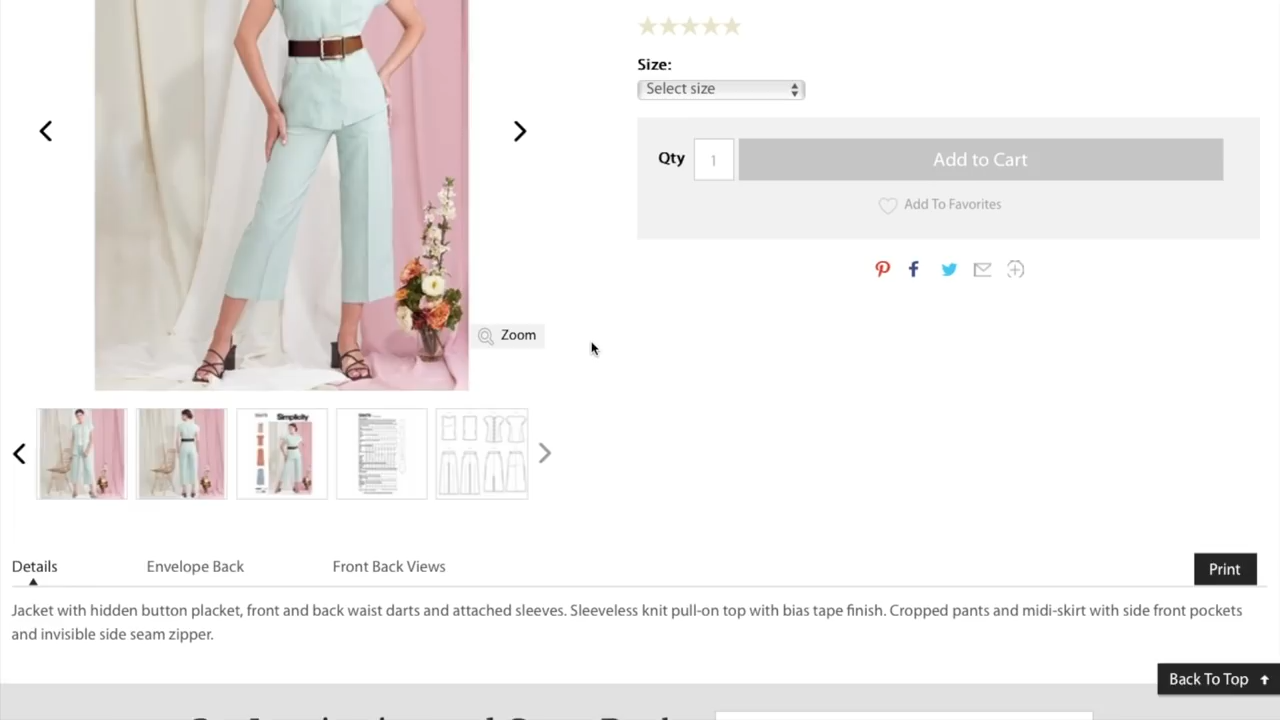 Size:
Select size
Qty
1
Add to Cart
Add To Favorites
Zoom
Simplicity
Details
Envelope Back
Front Back Views
Print
Jacket with hidden button placket, front and back waist darts and attached sleeves. Sleeveless knit pull-on top with bias tape finish. Cropped pants and midi-skirt with side front pockets
and invisible side seam zipper.
Back To Top